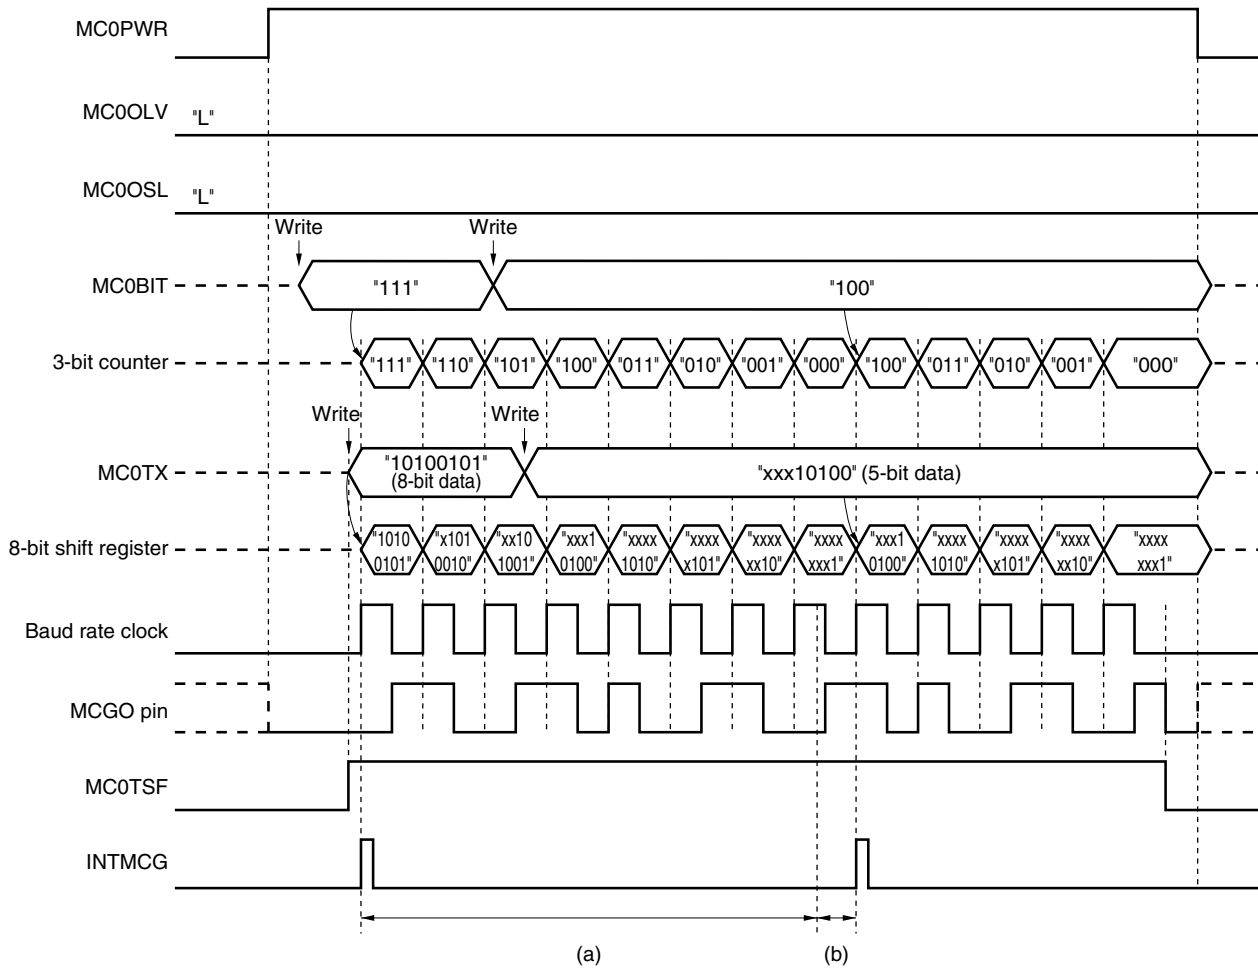 MC0PWR
MC0OLV "L"
MC0OSL "L"
Write Write
MC0BIT "111" "100"
3-bit counter "111" "110" "101" "100" "011" "010" "001" "000" "100" "011" "010" "001" "000"
Write Write
MC0TX "10100101" "xxx10100" (5-bit data)
(8-bit data)
8-bit shift register "1010 "x101 "xx10 "xxx1 "xxxx "xxxx "xxxx "xxxx "xxx1 "xxxx "xxxx "xxxx "xxxx
0101" 0010" 1001" 0100" 1010" x101" xx10" xxx1" 0100" 1010" x101" xx10" xxx1"
Baud rate clock
MCGO pin
MC0TSF
INTMCG
(a) (b)